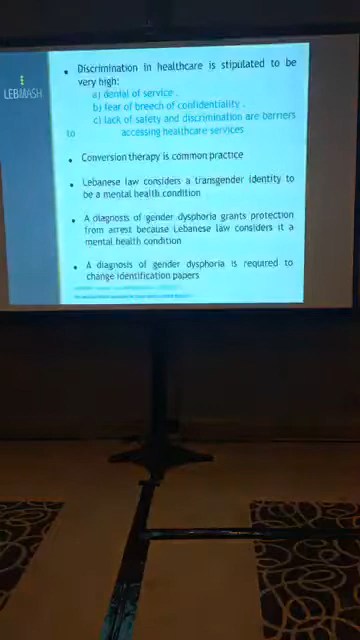 LEBMASH
• Discrimination in healthcare is stipulated to be
very high:
a) denial of service .
b) fear of breach of confidentiality .
c) lack of safety and discrimination are barriers
to accessing healthcare services
• Conversion therapy is common practice
• Lebanese law considers a transgender identity to
be a mental health condition
• A diagnosis of gender dysphoria grants protection
from arrest because Lebanese law considers it a
mental health condition
• A diagnosis of gender dysphoria is required to
change identification papers